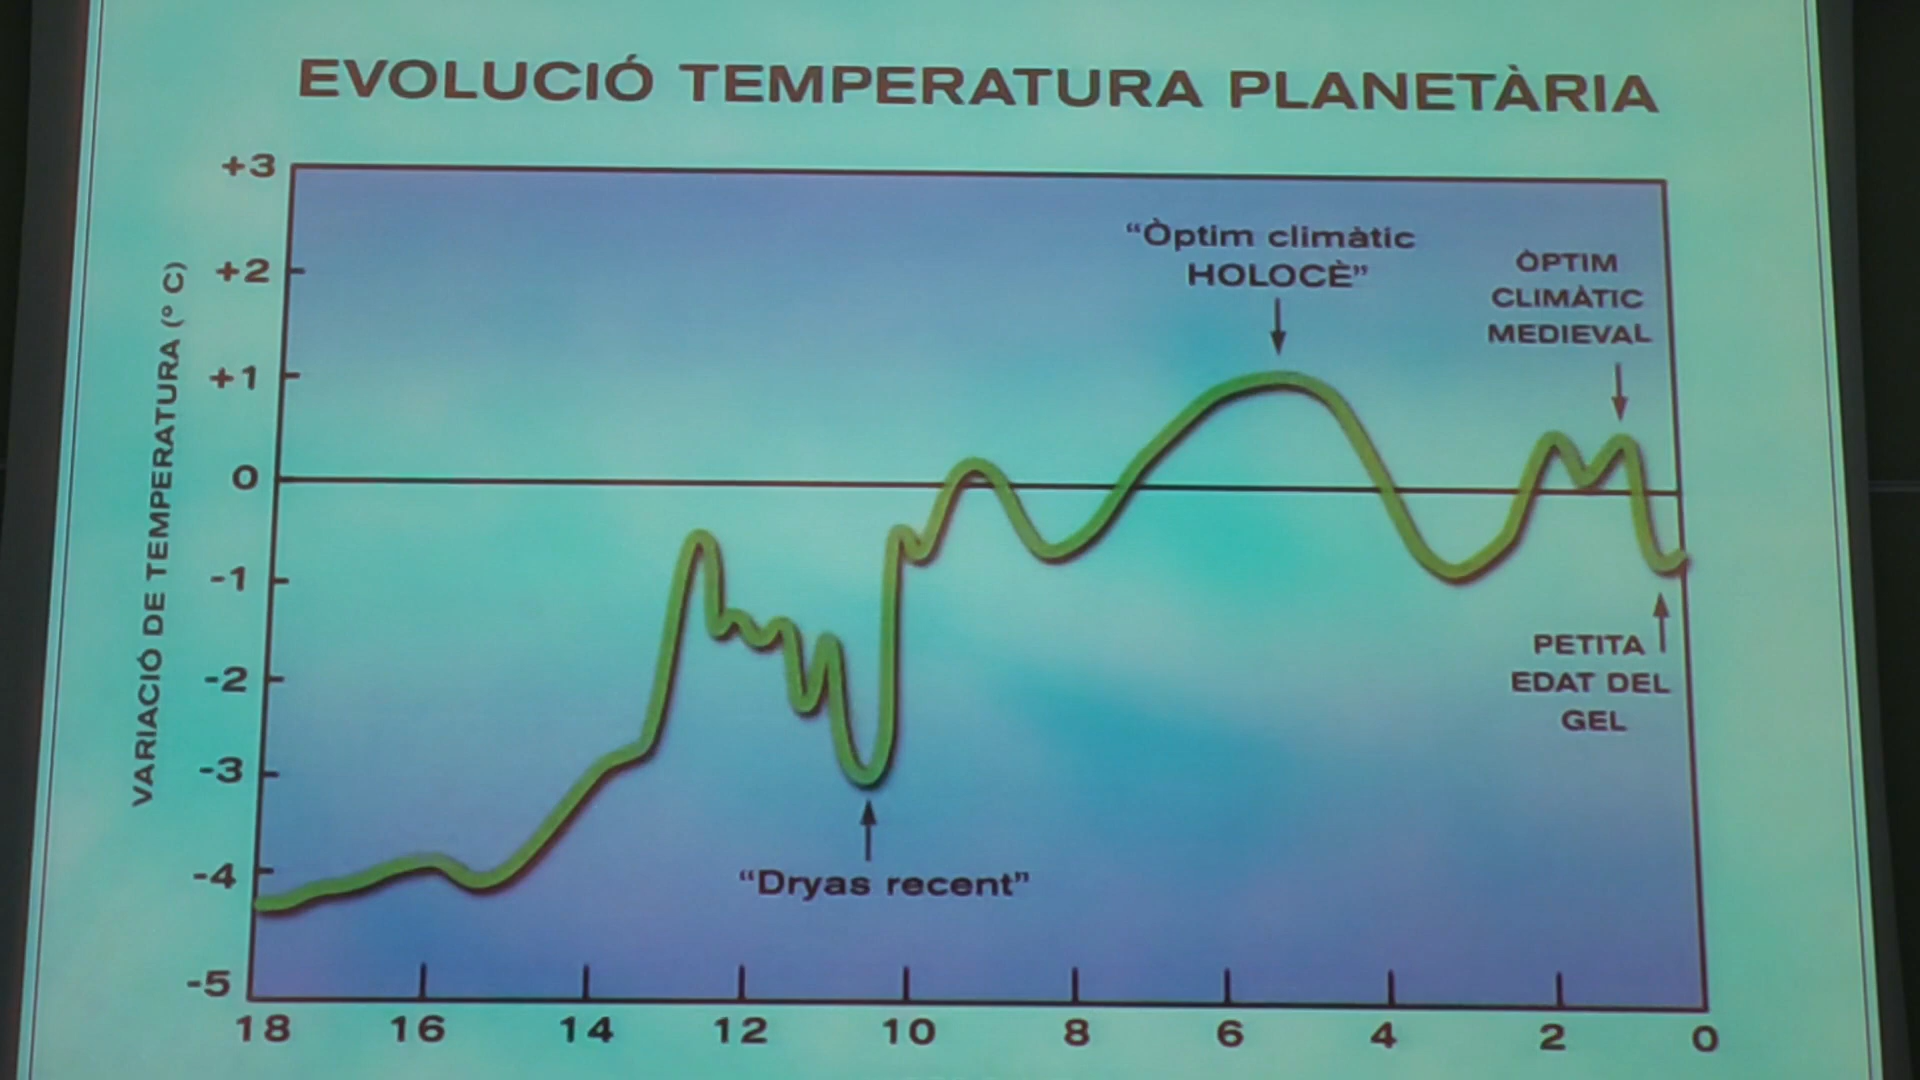 EVOLUCIÓ TEMPERATURA PLANETÀRIA
VARIACIÓ DE TEMPERATURA (º C)
+3
+2
+1
0
-1
-2
-3
-4
-5
“Òptim climàtic
HOLOCÈ”
ÒPTIM
CLIMÀTIC
MEDIEVAL
PETITA
EDAT DEL
GEL
“Dryas recent”
18 16 14 12 10 8 6 4 2 0